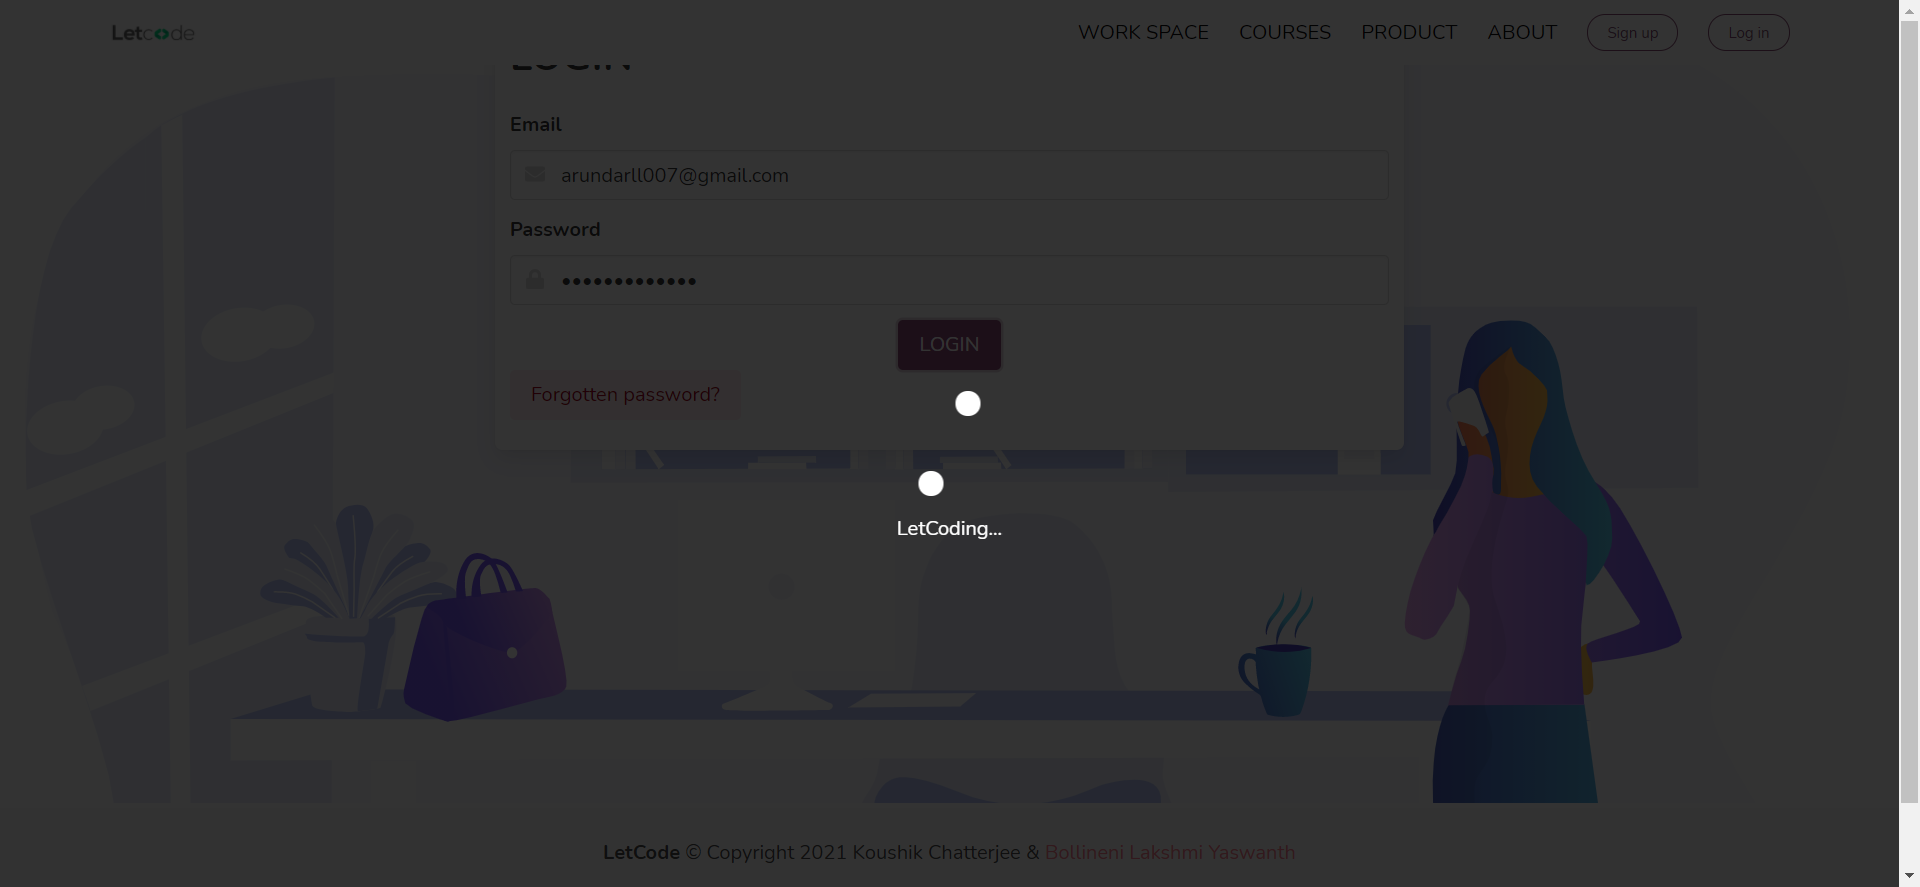 Letcode
WORK SPACE
COURSES
PRODUCT
ABOUT
Sign up
Log in
LOGIN
Email
arundarll007@gmail.com
Password
•••••••••••••
LOGIN
Forgotten password?
LetCoding...
LetCode © Copyright 2021 Koushik Chatterjee & Bollineni Lakshmi Yaswanth